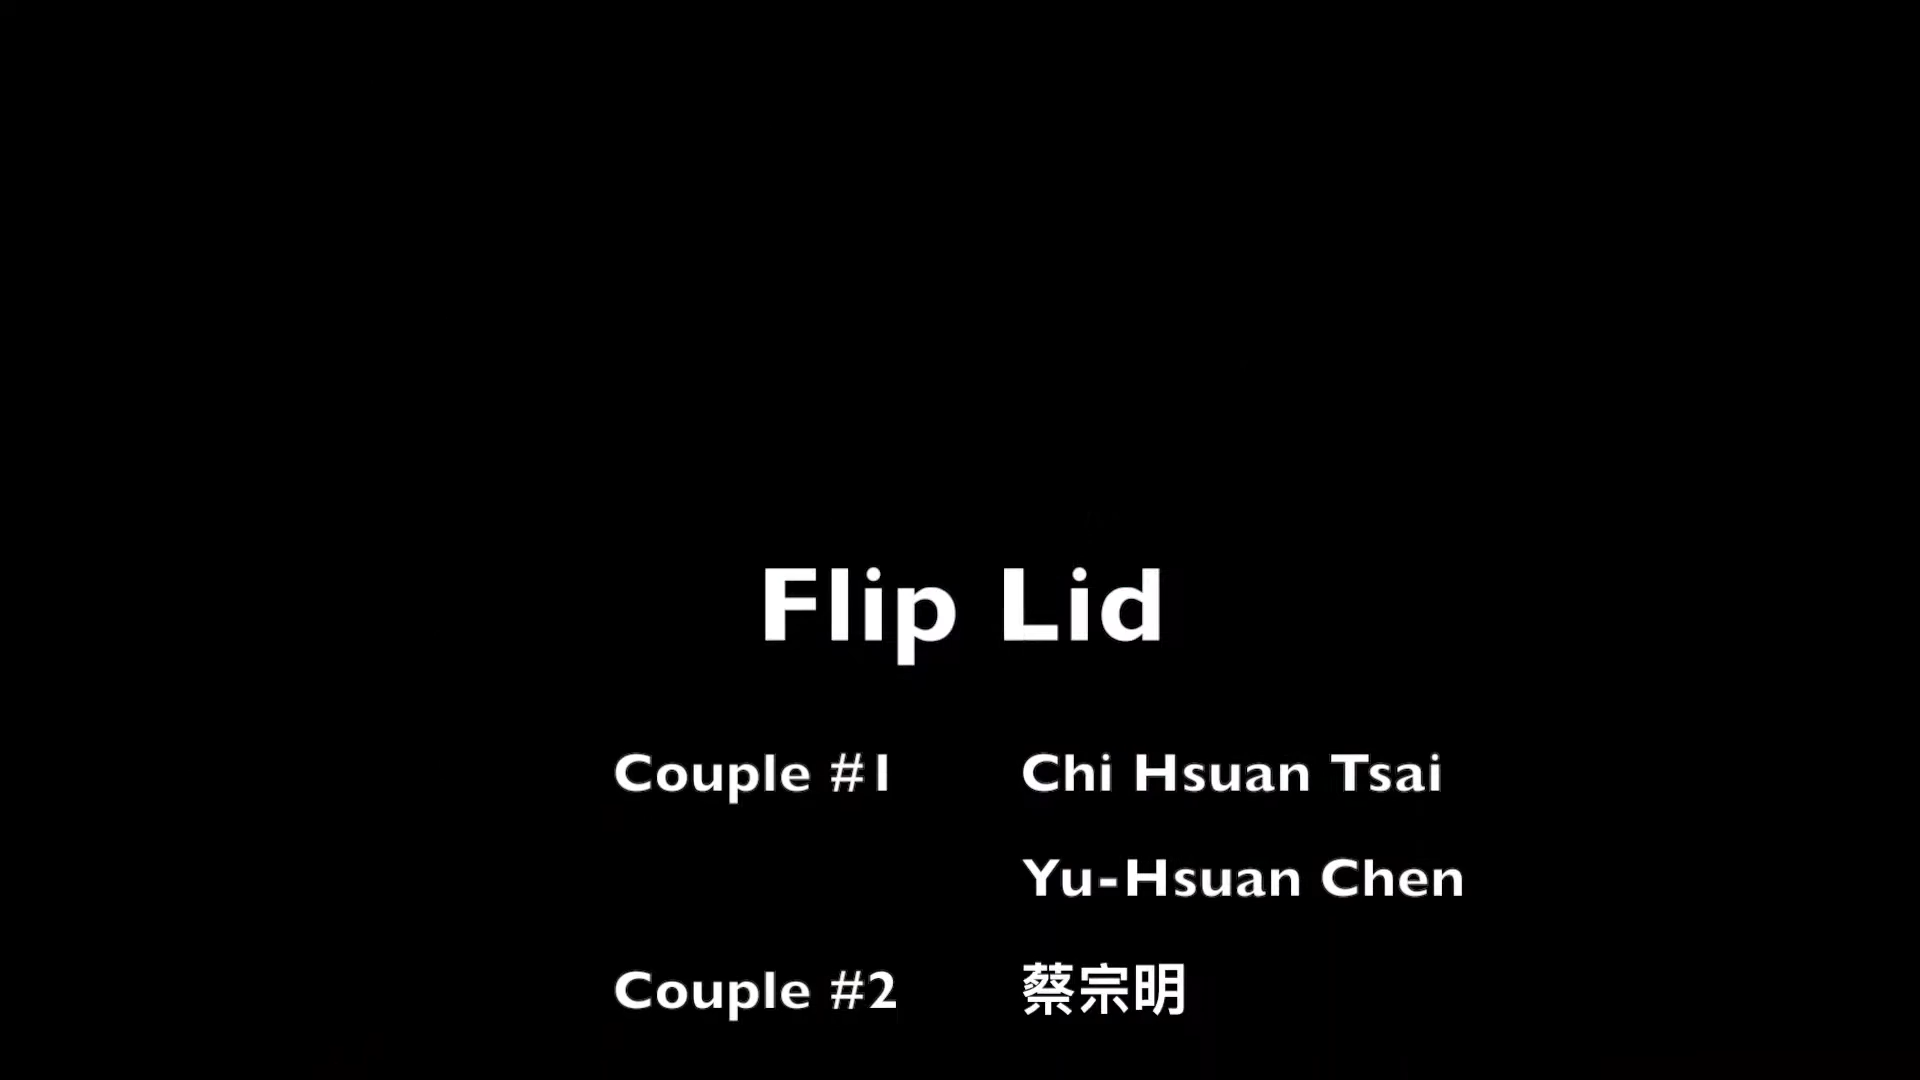 Flip Lid
Couple #1 Chi Hsuan Tsai
Yu-Hsuan Chen
Couple #2 蔡宗明